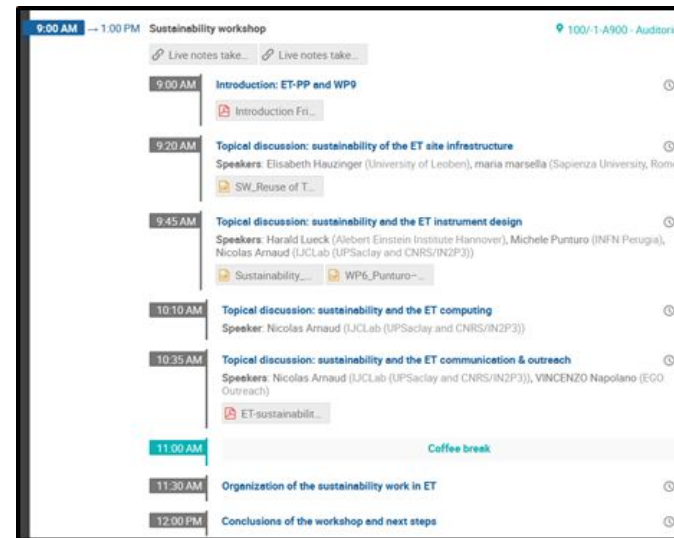 9:00 AM → 1:00 PM Sustainability workshop 100/-1-A900 - Auditori
Live notes take... Live notes take...
9:00 AM Introduction: ET-PP and WP9
Introduction Fri...
9:20 AM Topical discussion: sustainability of the ET site infrastructure
Speakers: Elisabeth Hauzinger (University of Leoben), maria marsella (Sapienza University, Rome
SW_Reuse of T...
9:45 AM Topical discussion: sustainability and the ET instrument design
Speakers: Harald Lueck (Alebert Einstein Institute Hannover), Michele Punturo (INFN Perugia),
Nicolas Arnaud (IJCLab (UPSaclay and CNRS/IN2P3))
Sustainability_... WP6_Punturo-...
10:10 AM Topical discussion: sustainability and the ET computing
Speaker: Nicolas Arnaud (IJCLab (UPSaclay and CNRS/IN2P3))
10:35 AM Topical discussion: sustainability and the ET communication & outreach
Speakers: Nicolas Arnaud (IJCLab (UPSaclay and CNRS/IN2P3)), VINCENZO Napolano (EGO
Outreach)
ET-sustainabilit...
11:00 AM Coffee break
11:30 AM Organization of the sustainability work in ET
12:00 PM Conclusions of the workshop and next steps